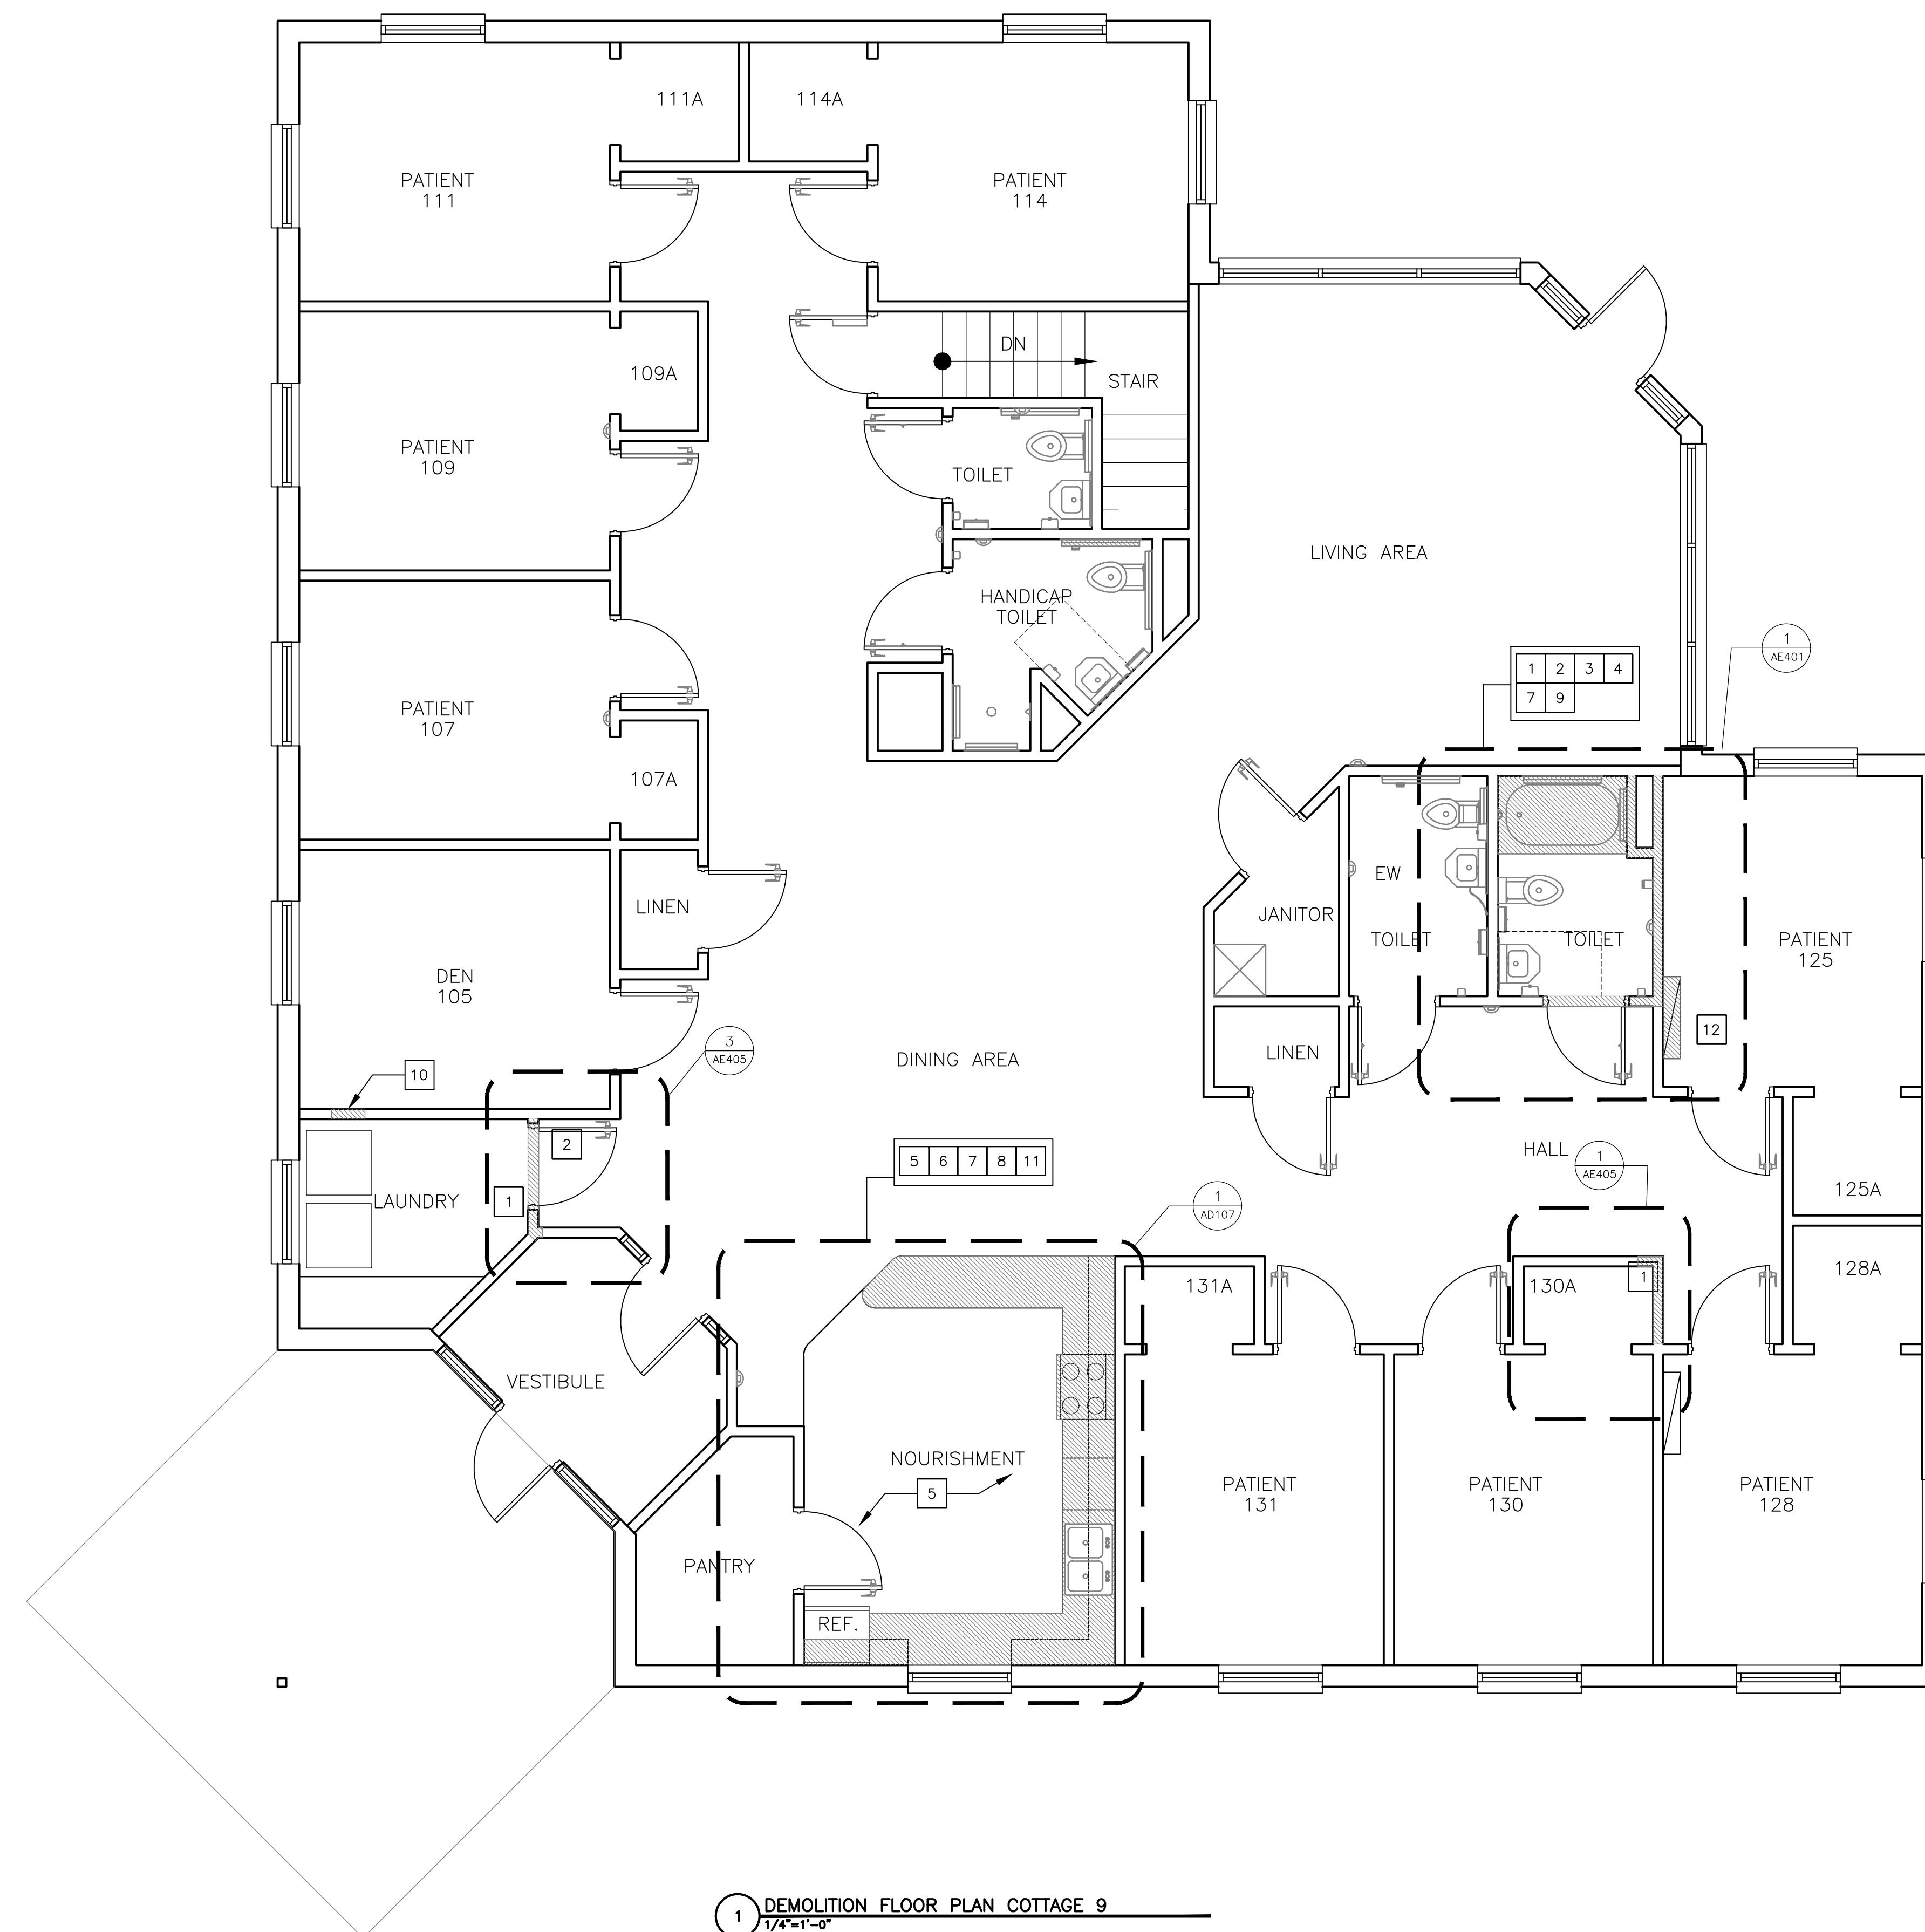 111A
114A
PATIENT
111
PATIENT
114
DN
STAIR
109A
PATIENT
109
TOILET
LIVING AREA
HANDICAP
TOILET
1
AE401
1 2 3 4
7 9
PATIENT
107
107A
EW
TOILET
LINEN
JANITOR
TOILET
PATIENT
125
DEN
105
12
3
AE405
LINEN
DINING AREA
10
2
HALL
1
AE405
5 6 7 8 11
125A
LAUNDRY
1
1
AD107
128A
131A
130A
1
VESTIBULE
NOURISHMENT
5
PATIENT
131
PATIENT
130
PATIENT
128
PANTRY
REF.
1
DEMOLITION FLOOR PLAN COTTAGE 9
1/4"=1'-0"